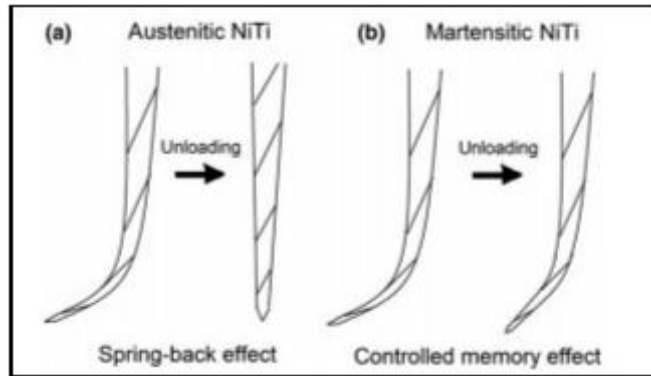 (a) Austenitic NiTi
(b) Martensitic NiTi
Unloading
Unloading
Spring-back effect
Controlled memory effect